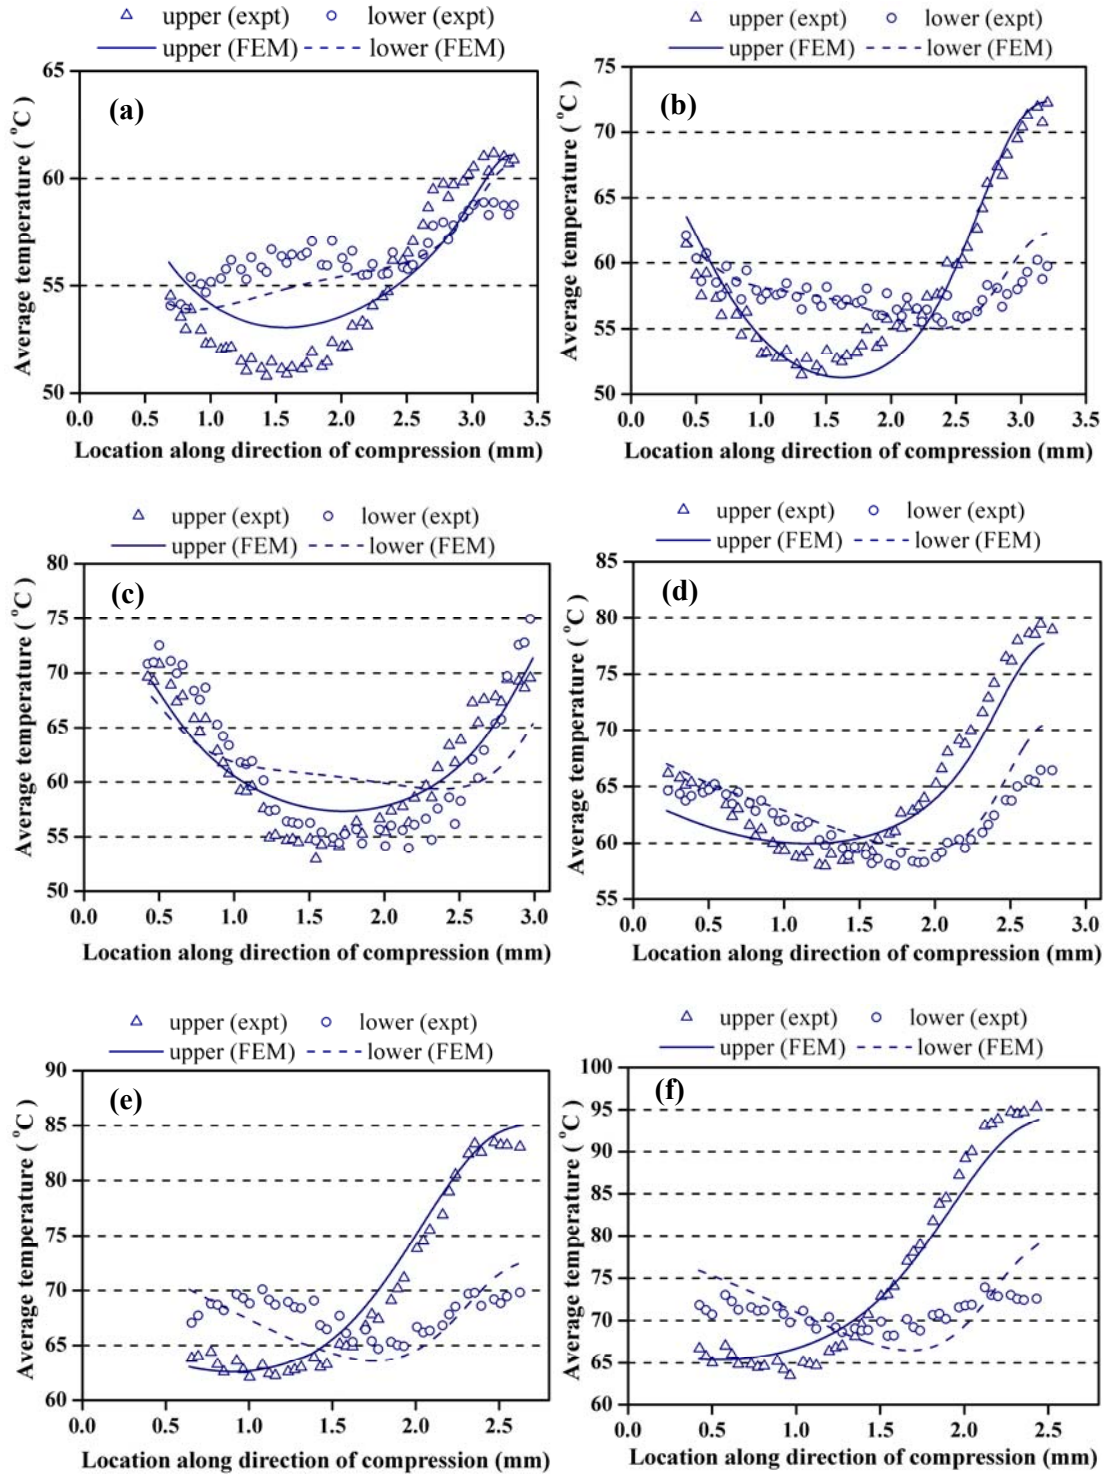 upper (expt) lower (expt)
upper (FEM) lower (FEM)
65
60
55
50
Average temperature ( °C )
(a)
0.0 0.5 1.0 1.5 2.0 2.5 3.0 3.5
Location along direction of compression (mm)
upper (expt) lower (expt)
upper (FEM) lower (FEM)
75
70
65
60
55
50
Average temperature ( °C )
(b)
0.0 0.5 1.0 1.5 2.0 2.5 3.0 3.5
Location along direction of compression (mm)
upper (expt) lower (expt)
upper (FEM) lower (FEM)
80
75
70
65
60
55
50
Average temperature ( °C )
(c)
0.0 0.5 1.0 1.5 2.0 2.5 3.0
Location along direction of compression (mm)
upper (expt) lower (expt)
upper (FEM) lower (FEM)
85
80
75
70
65
60
55
Average temperature ( °C )
(d)
0.0 0.5 1.0 1.5 2.0 2.5 3.0
Location along direction of compression (mm)
upper (expt) lower (expt)
upper (FEM) lower (FEM)
90
85
80
75
70
65
60
Average temperature ( °C )
(e)
0.0 0.5 1.0 1.5 2.0 2.5
Location along direction of compression (mm)
upper (expt) lower (expt)
upper (FEM) lower (FEM)
100
95
90
85
80
75
70
65
60
Average temperature ( °C )
(f)
0.0 0.5 1.0 1.5 2.0 2.5
Location along direction of compression (mm)